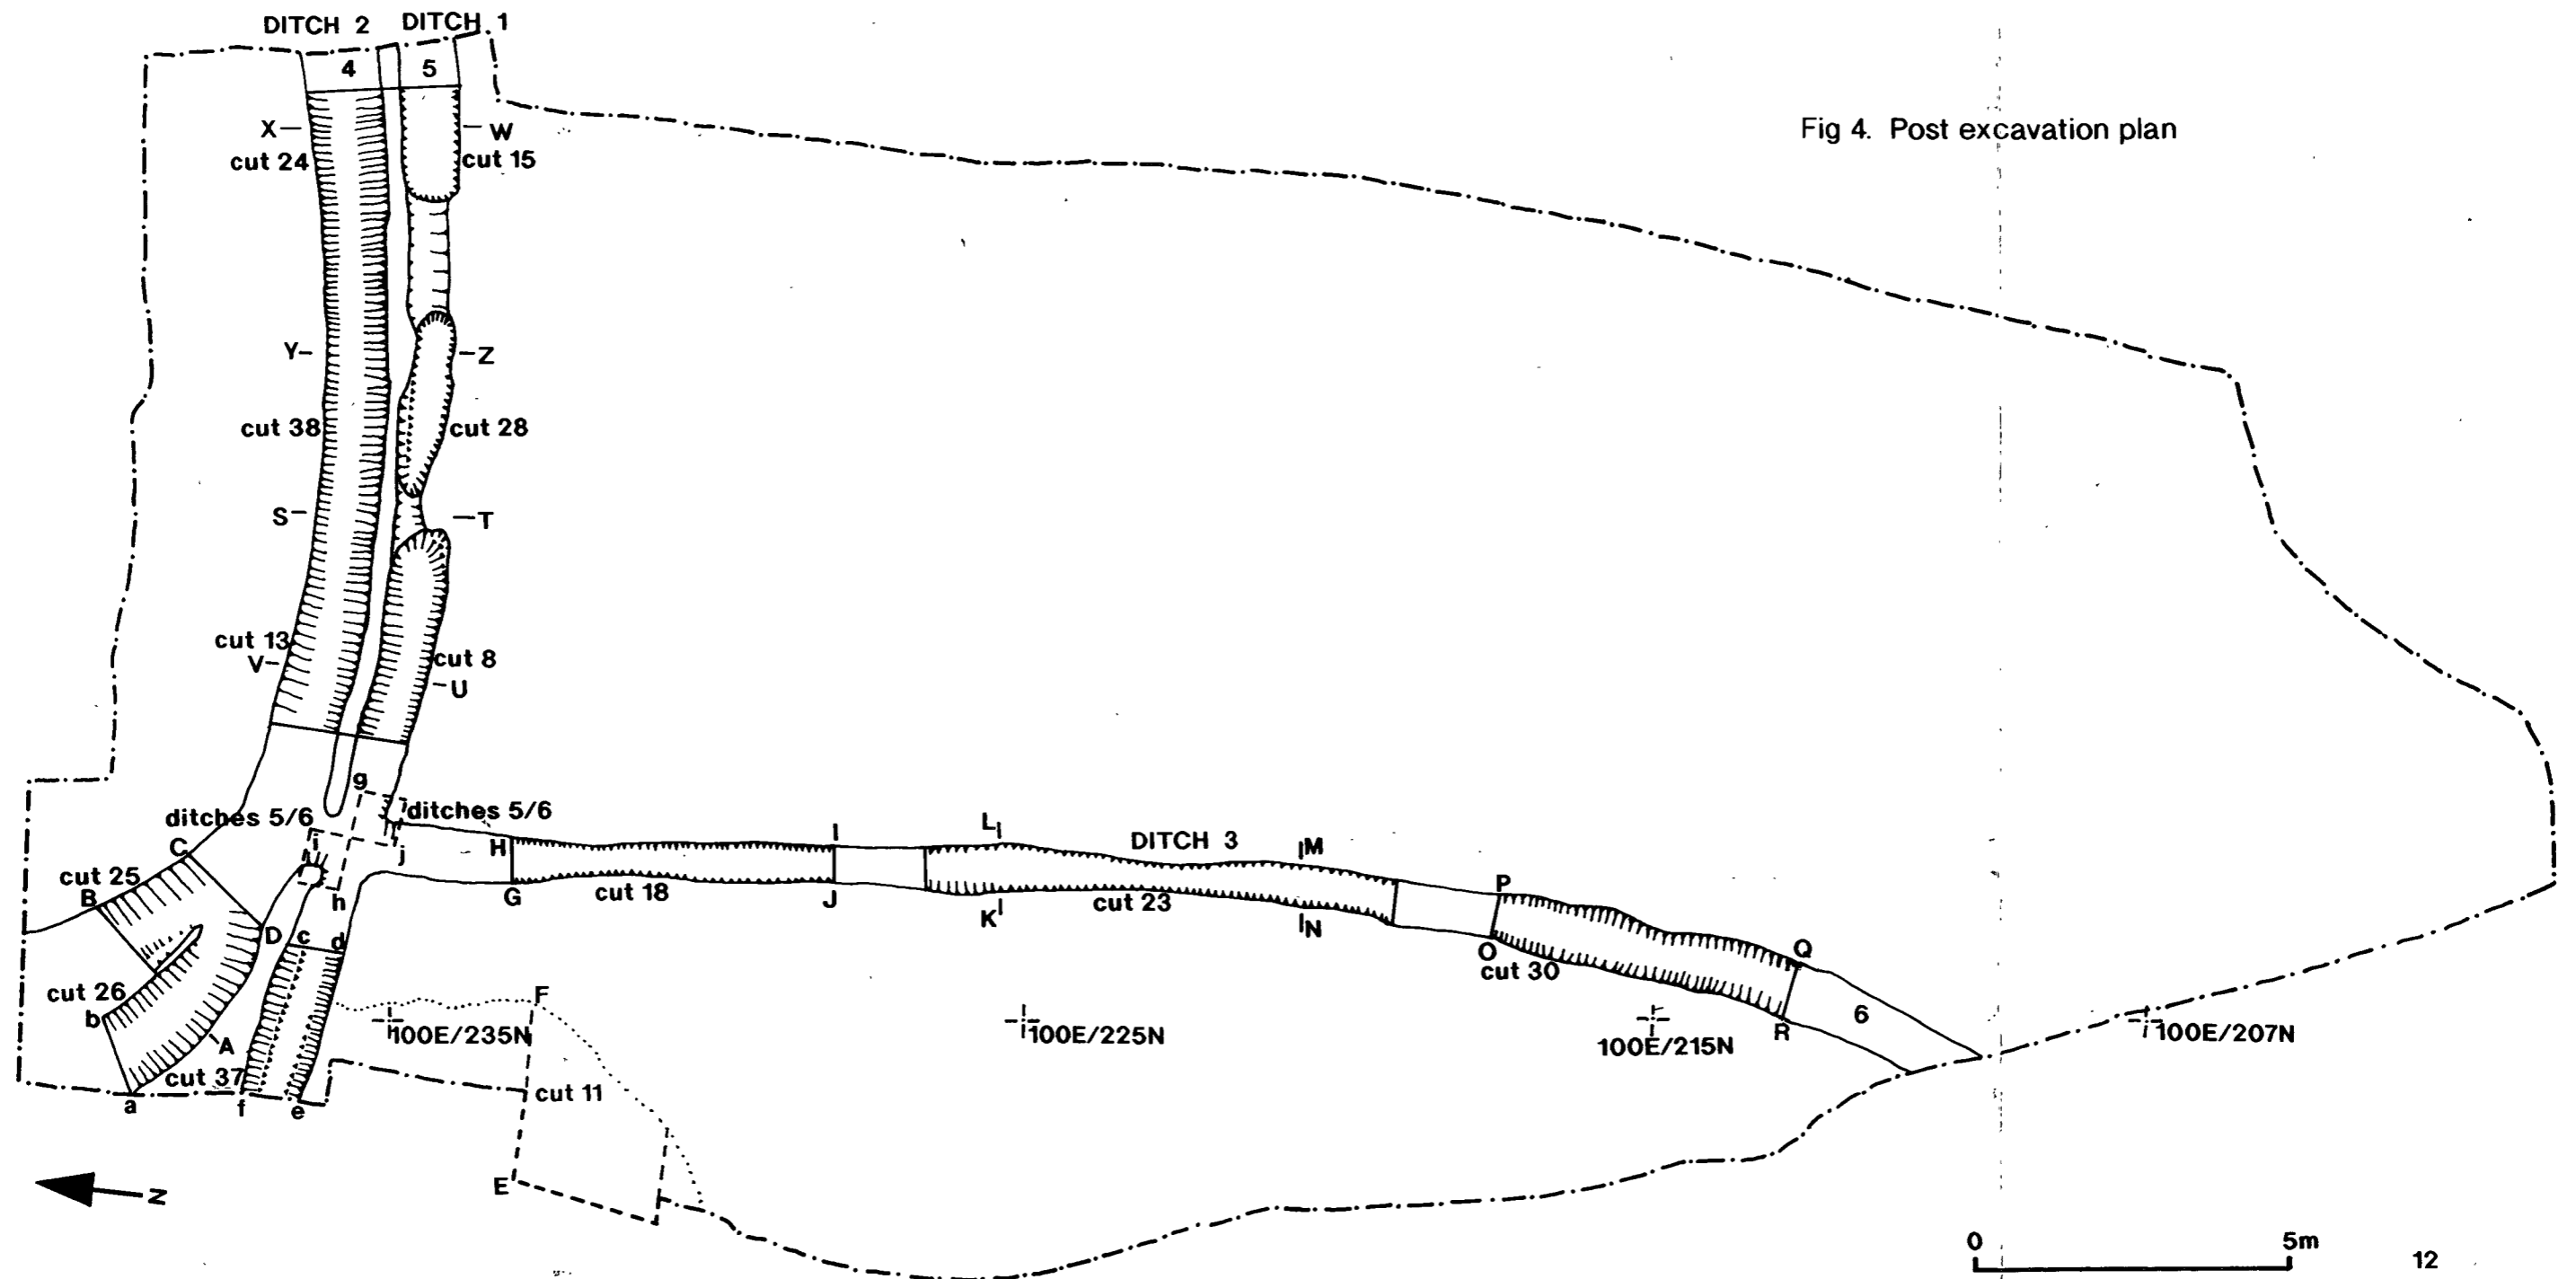 DITCH 2 DITCH 1
4 5
Fig 4. Post excavation plan
X W
cut 24 cut 15
Y Z
cut 38 cut 28
S T
cut 13 cut 8
V U
g
ditches 5/6 ditches 5/6
i j
C H I L DITCH 3 M
cut 25 B
h G cut 18 J K cut 23 N
P Q
O
cut 30
D c d
cut 26
b
F
6
R
100E/235N 100E/225N 100E/215N 100E/207N
A
cut 37
a f e
cut 11
E
N
0 5m
12